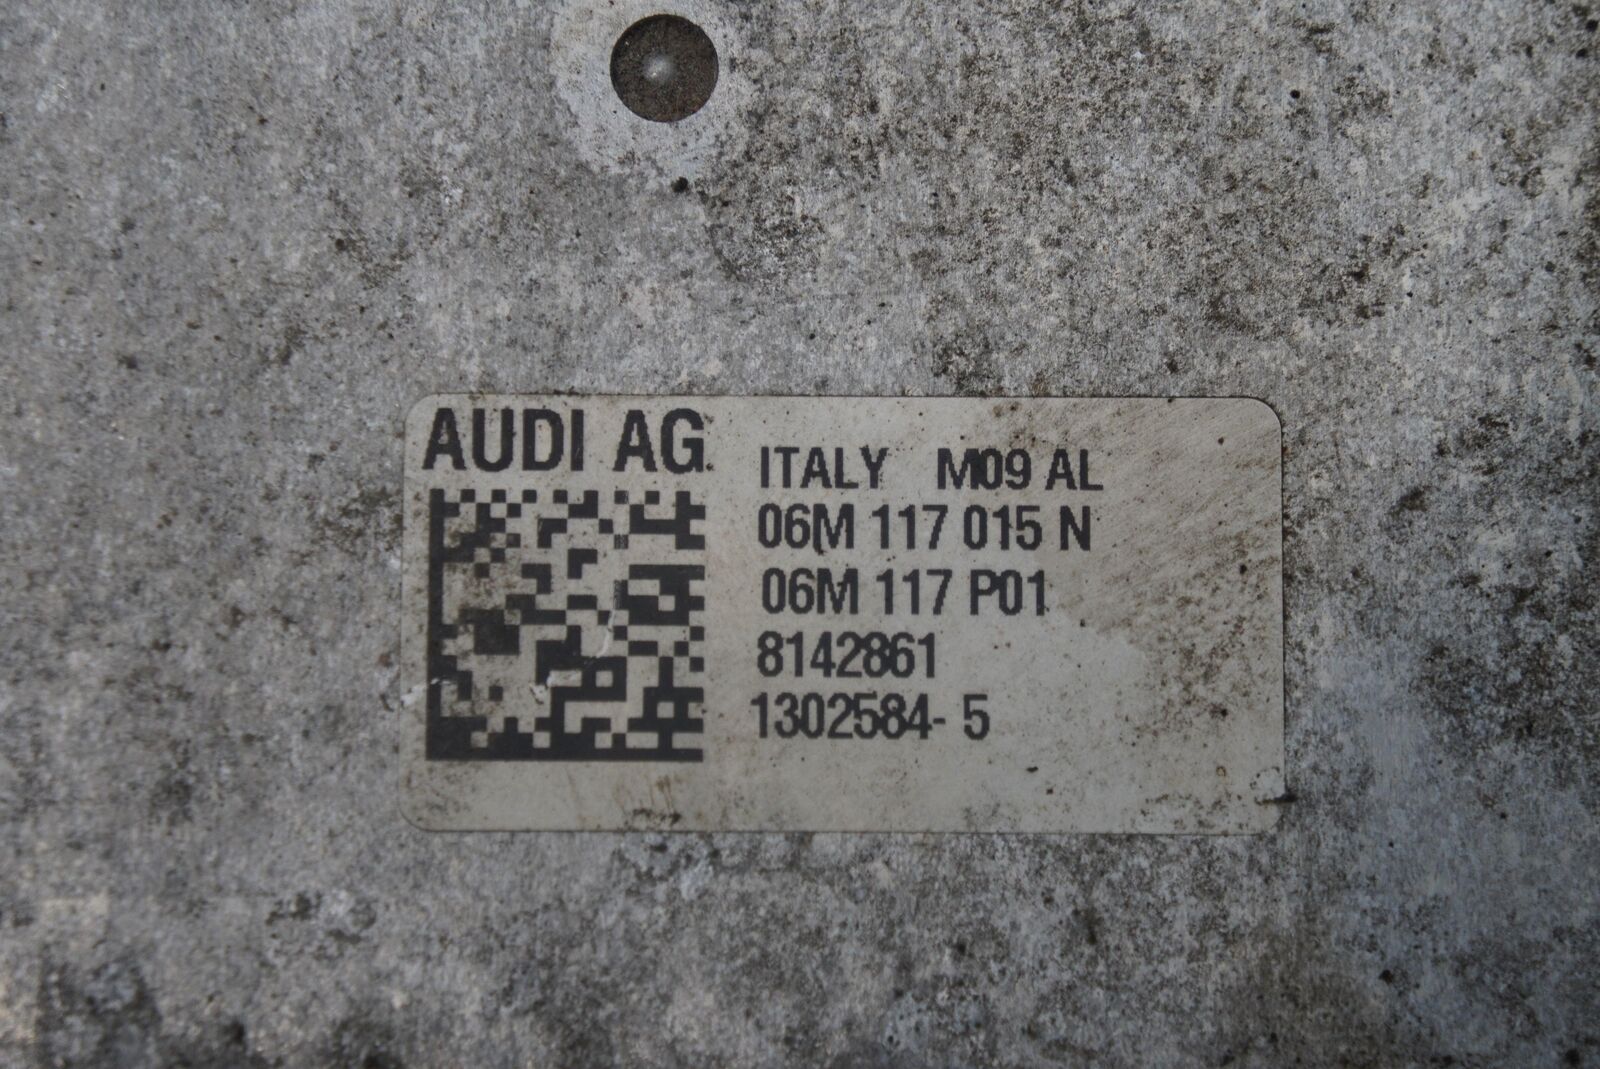 AUDI AG
ITALY M09 AL
06M 117 015 N
06M 117 P01
8142861
1302584- 5